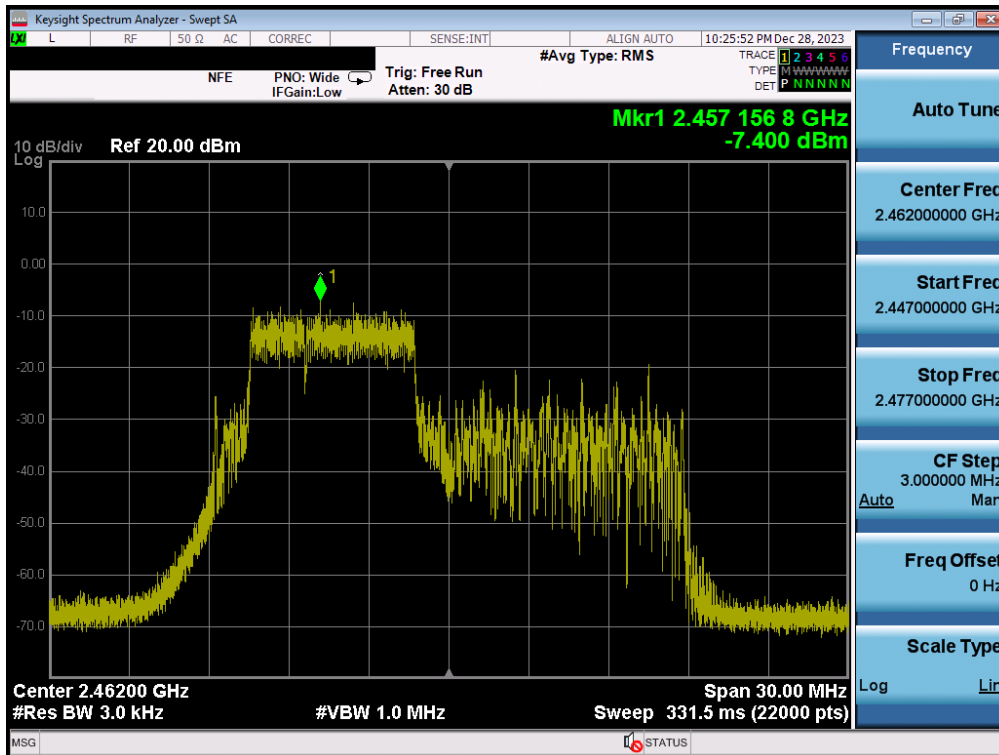 Keysight Spectrum Analyzer - Swept SA
LXI L RF 50 Ω AC CORREC SENSE:INT ALIGN AUTO 10:25:52 PM Dec 28, 2023
Frequency
#Avg Type: RMS TRACE 1 2 3 4 5 6
NFE PNO: Wide Trig: Free Run TYPE M WWWWW
IFGain:Low Atten: 30 dB DET P N N N N N
Auto Tune
Mkr1 2.457 156 8 GHz
-7.400 dBm
10 dB/div Ref 20.00 dBm
Log
Center Freq
2.462000000 GHz
10.0
0.00
1
Start Freq
2.447000000 GHz
-10.0
-20.0
Stop Freq
2.477000000 GHz
-30.0
-40.0
CF Step
3.000000 MHz
Auto Man
-50.0
-60.0
Freq Offset
0 Hz
-70.0
Scale Type
Log Lin
Center 2.46200 GHz Span 30.00 MHz
#Res BW 3.0 kHz #VBW 1.0 MHz Sweep 331.5 ms (22000 pts)
MSG STATUS